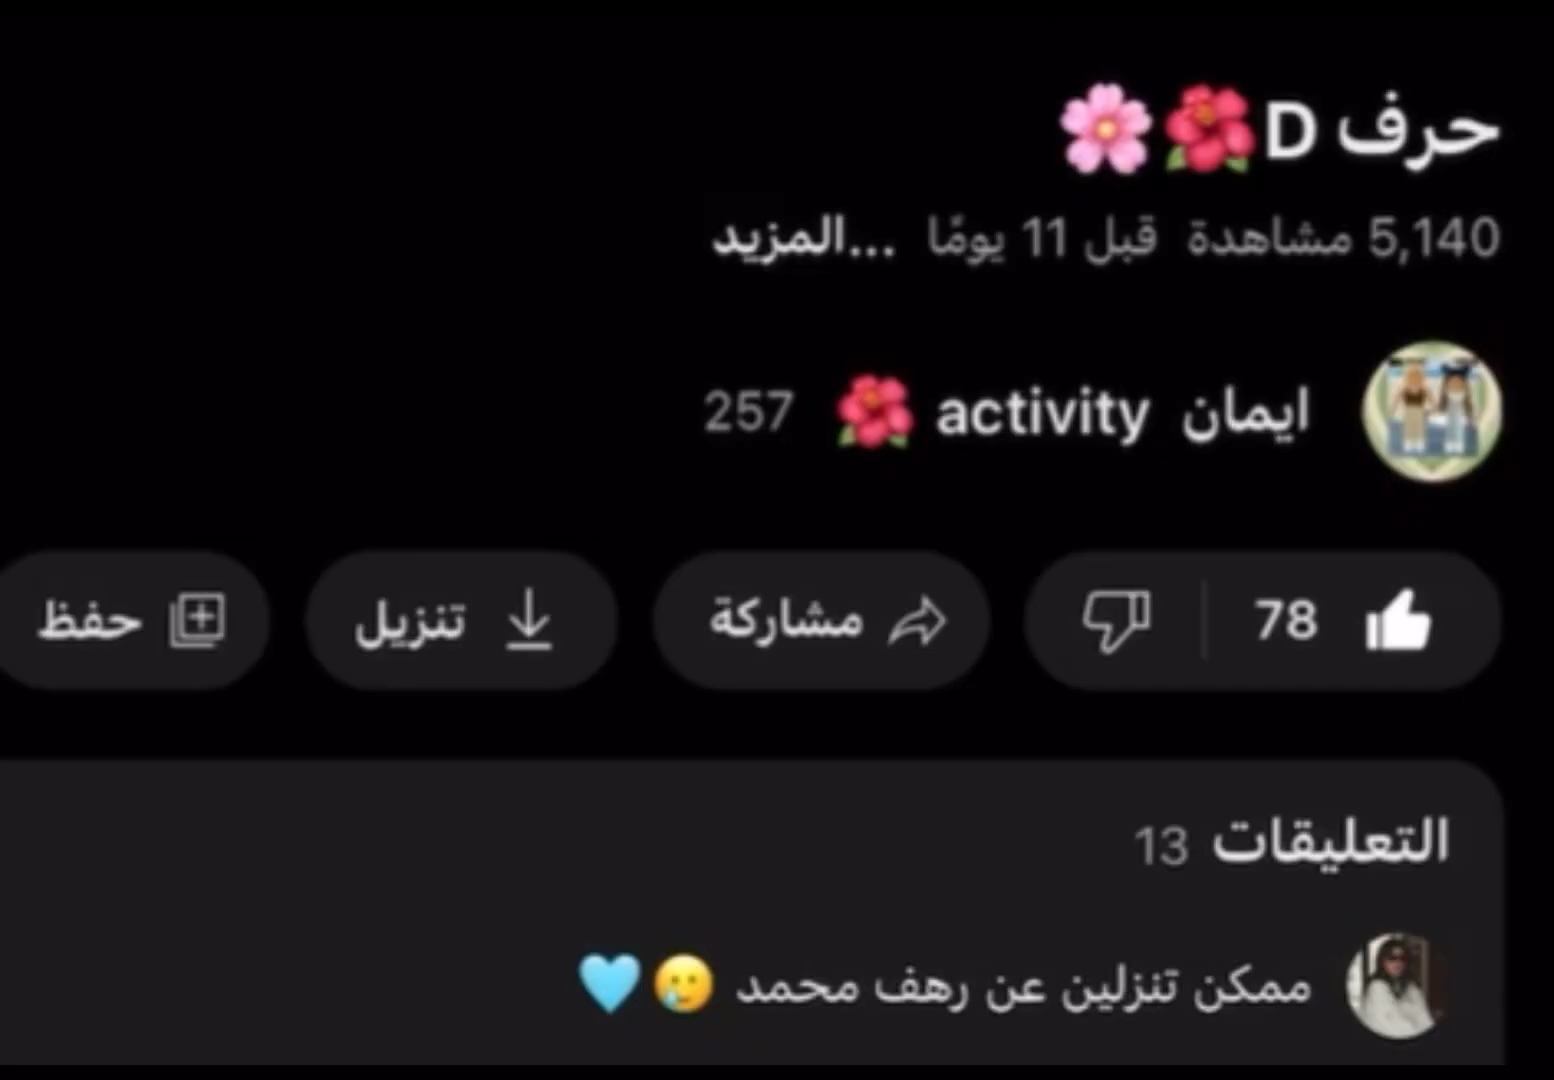 حرف D🌺🌸
5,140 مشاهدة قبل 11 يومًا ...المزيد
ايمان activity 🌺 257
78 مشاركة تنزيل حفظ
التعليقات 13
ممكن تنزلين عن رهف محمد 🥲🩵